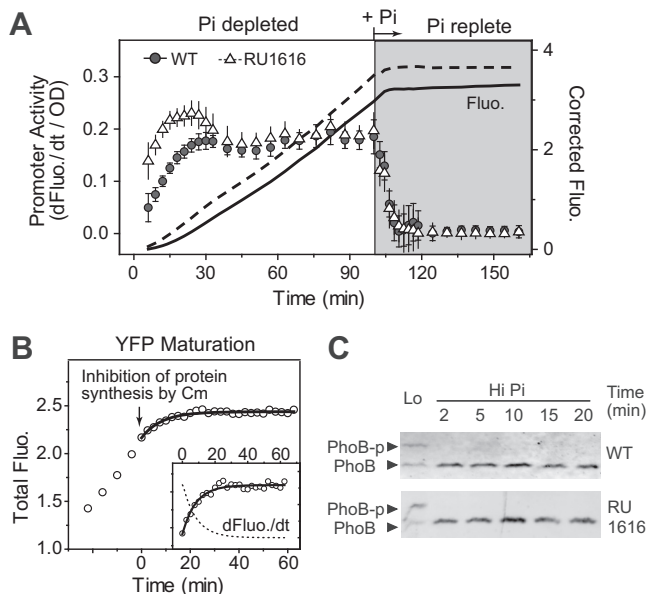 A
Pi depleted
+ Pi
Pi replete
WT
RU1616
Fluo.
Promoter Activity
(dFluo./ dt / OD)
0.3
0.2
0.1
0.0
Corrected Fluo.
4
2
0
0 30 60 90 120 150
Time (min)
B
YFP Maturation
Inhibition of protein
synthesis by Cm
Total Fluo.
2.5
2.0
1.5
1.0
0 20 40 60
dFluo./dt
0 20 40 60
Time (min)
C
Lo
Hi Pi
Time
(min)
2 5 10 15 20
PhoB-p
PhoB
WT
PhoB-p
PhoB
RU
1616